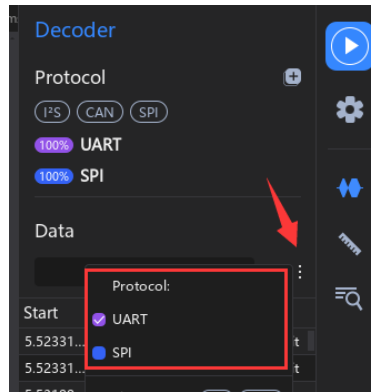 Decoder
Protocol
I²S CAN SPI
100% UART
100% SPI
Data
Protocol:
Start
UART
5.52331...
SPI
5.52331...